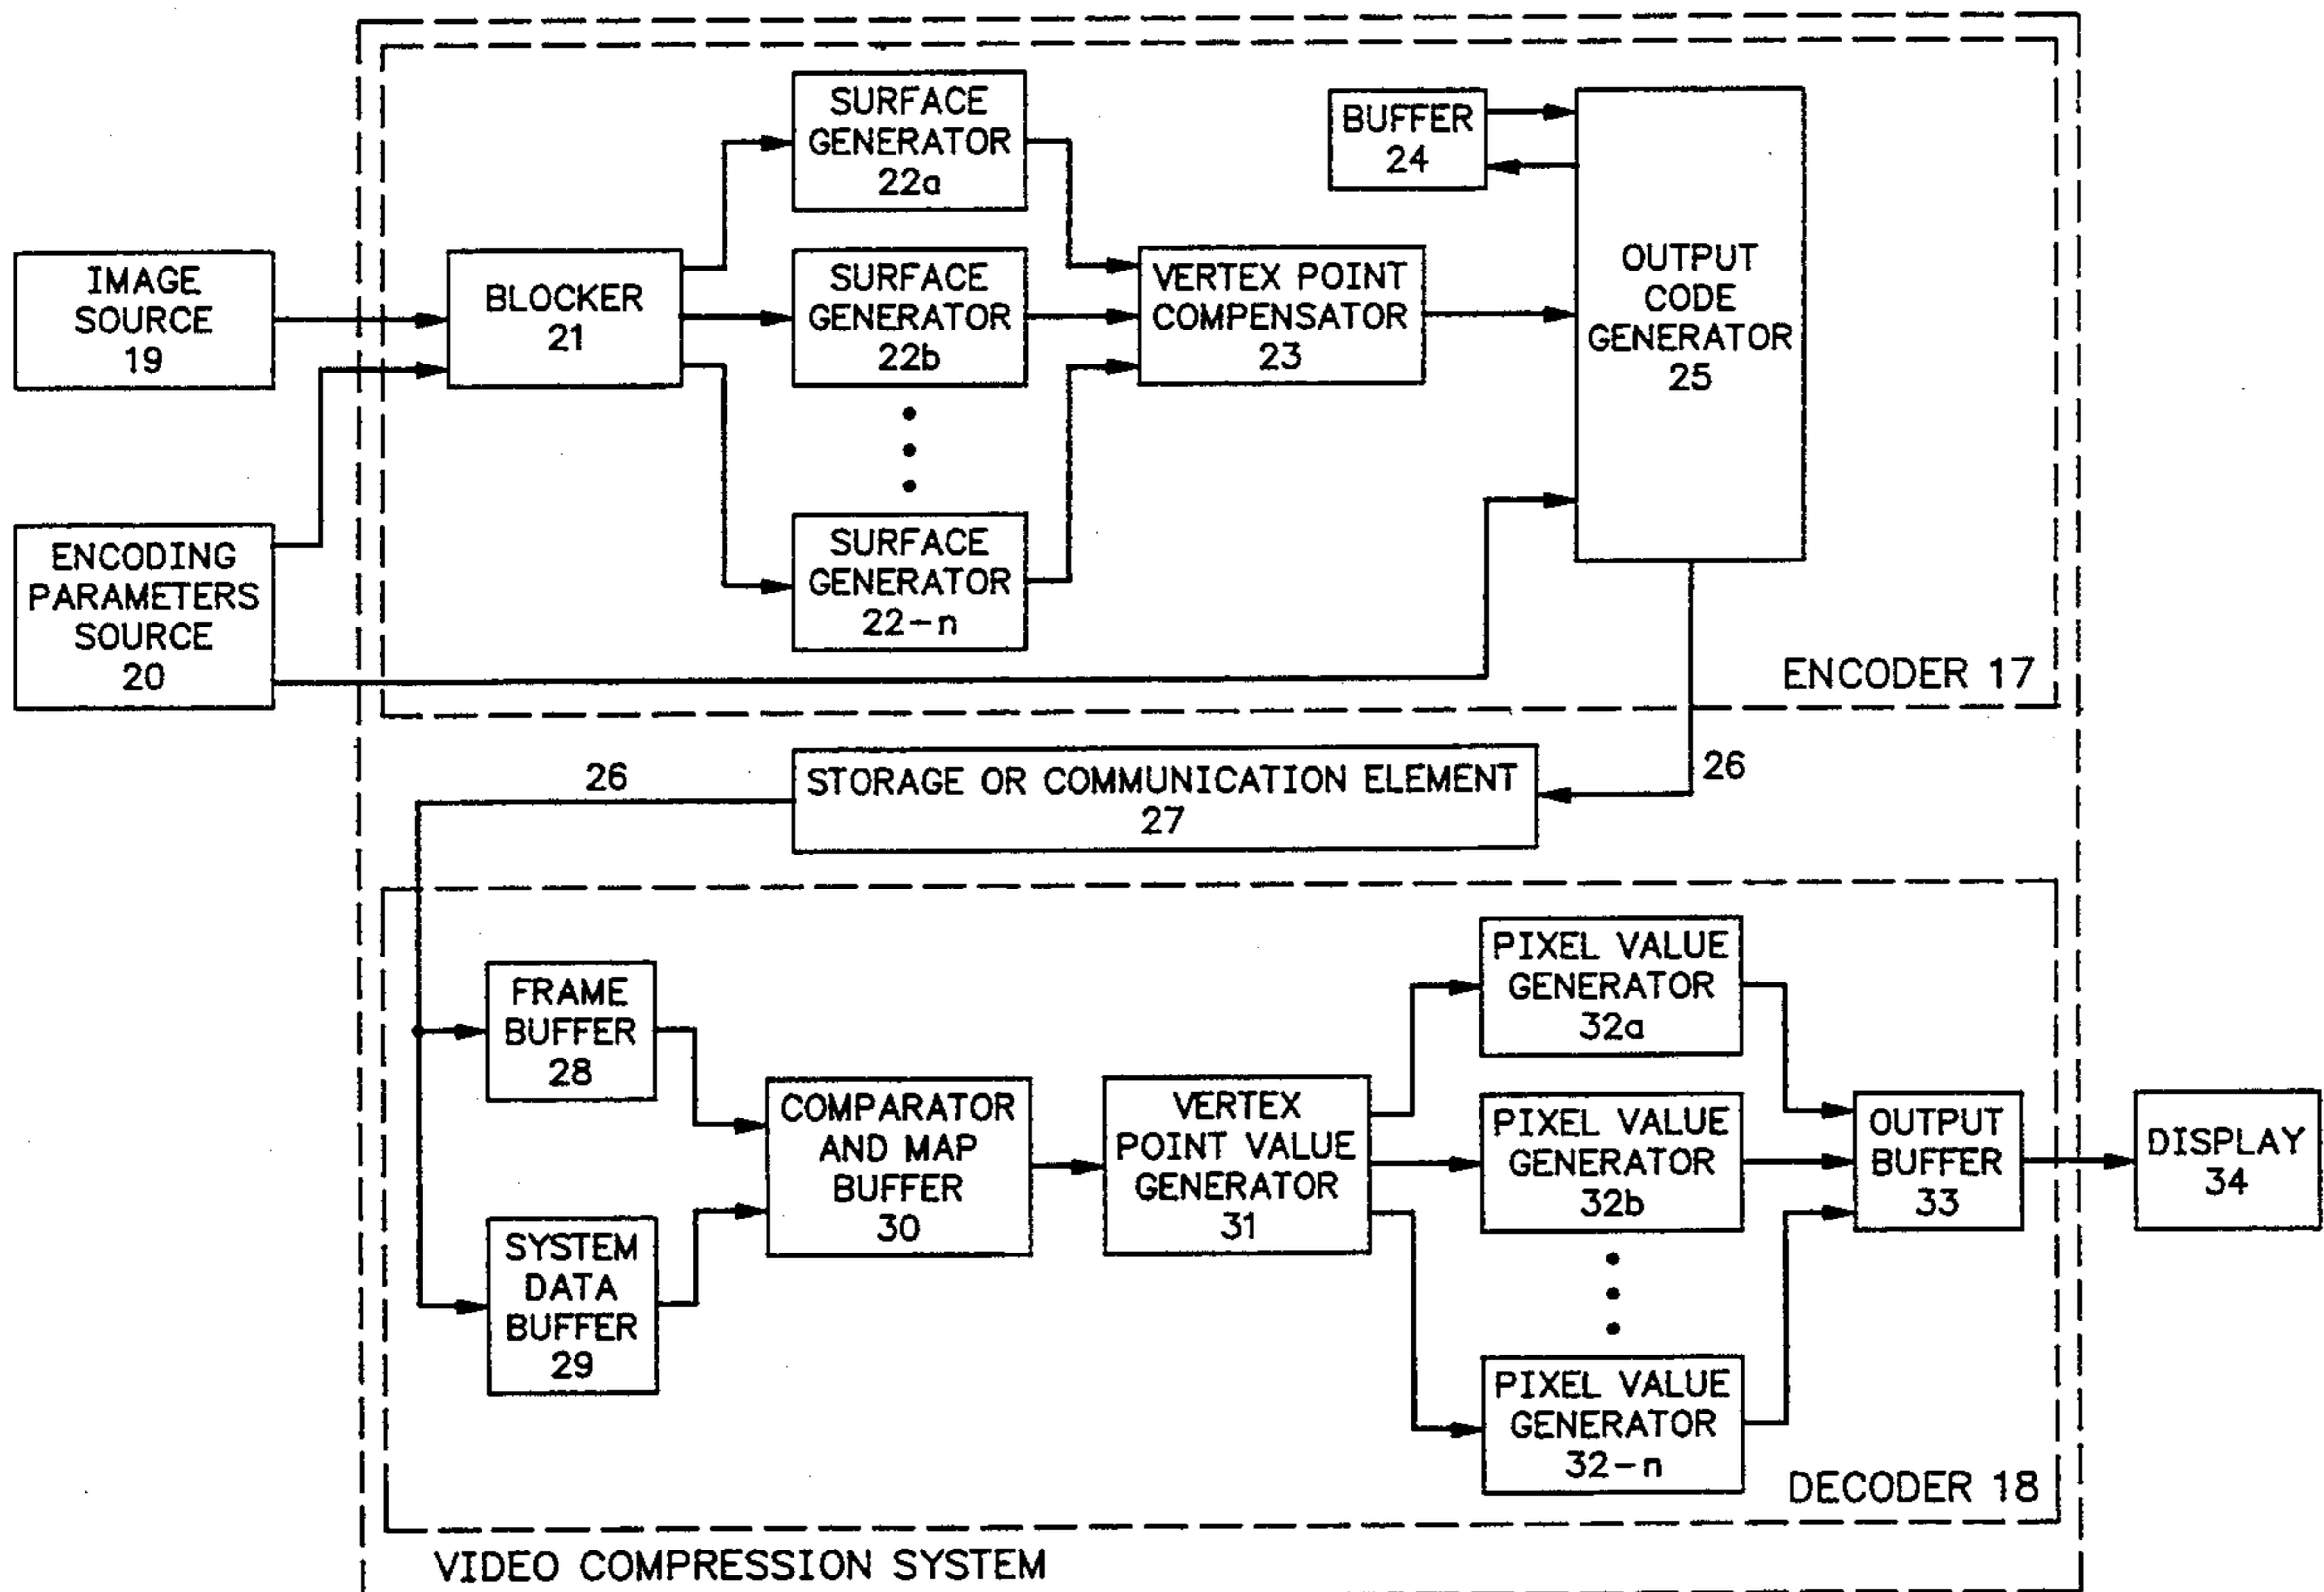 IMAGE
SOURCE
19
ENCODING
PARAMETERS
SOURCE
20
BLOCKER
21
SURFACE
GENERATOR
22a
SURFACE
GENERATOR
22b
SURFACE
GENERATOR
22-n
VERTEX POINT
COMPENSATOR
23
BUFFER
24
OUTPUT
CODE
GENERATOR
25
ENCODER 17
26
STORAGE OR COMMUNICATION ELEMENT
27
26
FRAME
BUFFER
28
SYSTEM
DATA
BUFFER
29
COMPARATOR
AND MAP
BUFFER
30
VERTEX
POINT VALUE
GENERATOR
31
PIXEL VALUE
GENERATOR
32a
PIXEL VALUE
GENERATOR
32b
PIXEL VALUE
GENERATOR
32-n
OUTPUT
BUFFER
33
DISPLAY
34
DECODER 18
VIDEO COMPRESSION SYSTEM